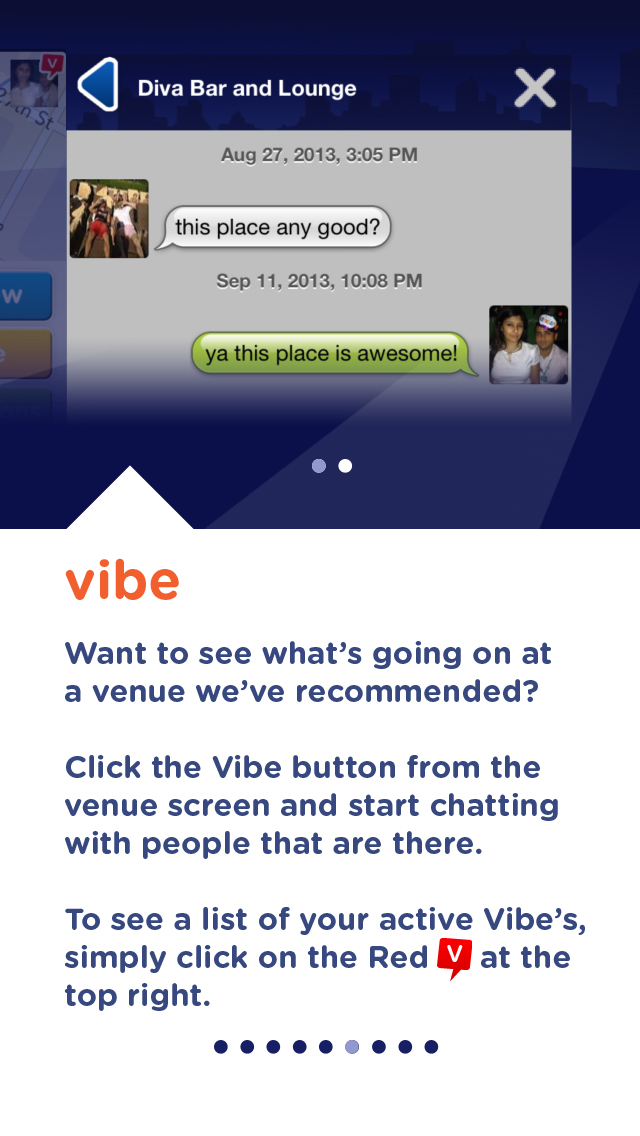 V
Diva Bar and Lounge
Aug 27, 2013, 3:05 PM
this place any good?
Sep 11, 2013, 10:08 PM
ya this place is awesome!
vibe
Want to see what's going on at
a venue we've recommended?
Click the Vibe button from the
venue screen and start chatting
with people that are there.
To see a list of your active Vibe's,
simply click on the Red V at the
top right.